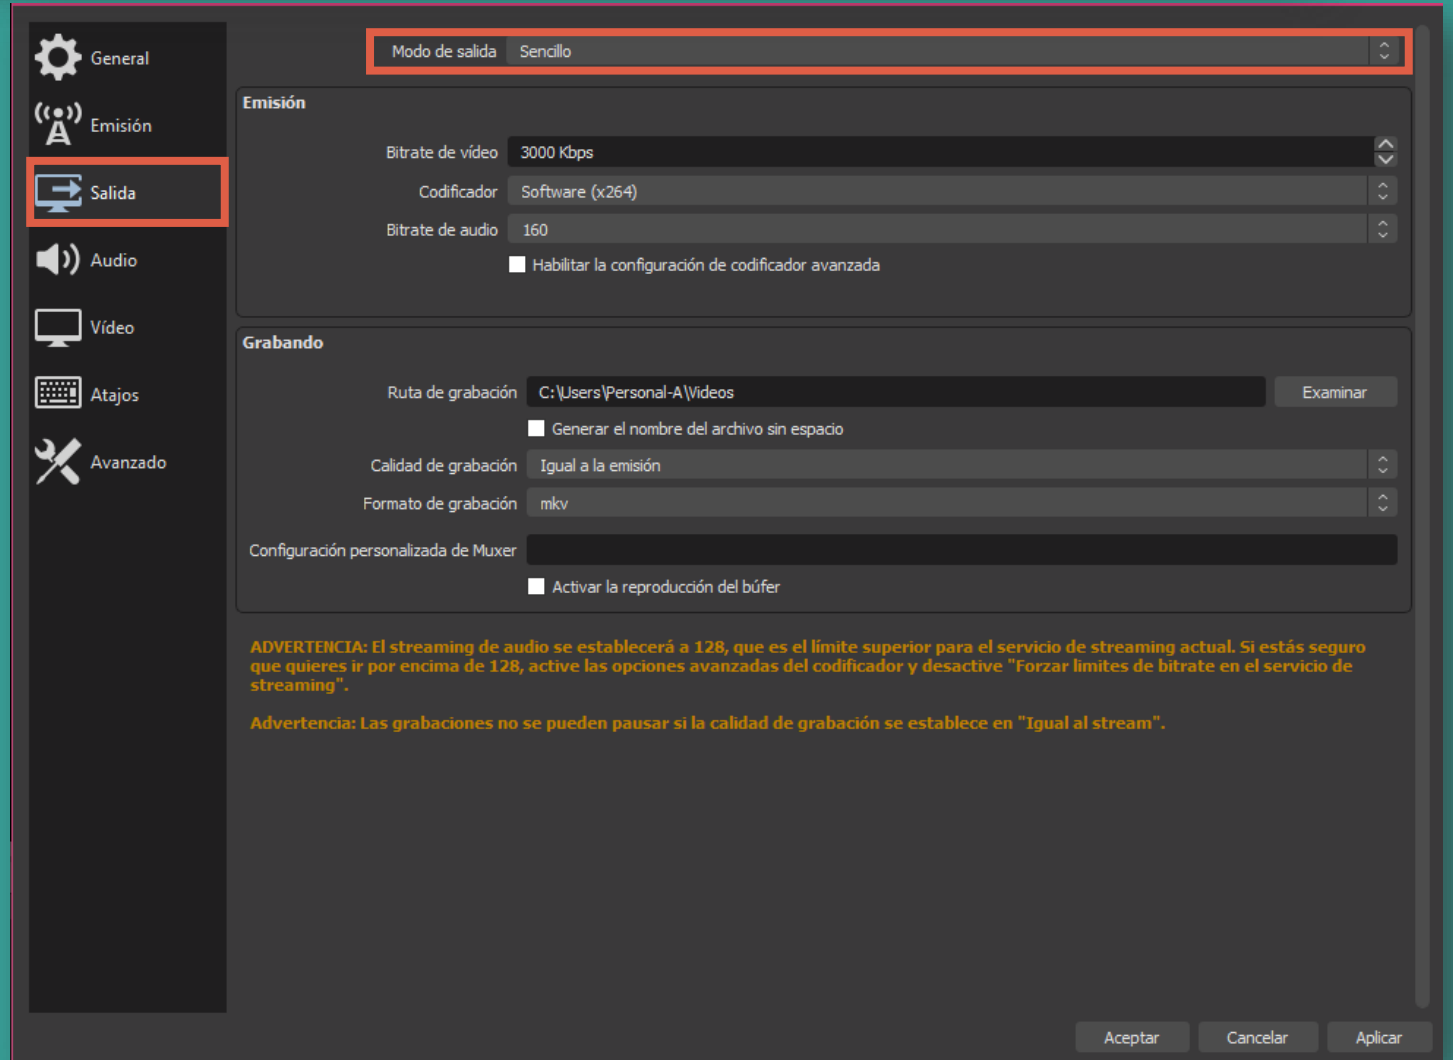 General
Emisión
Salida
Audio
Vídeo
Atajos
Avanzado
Modo de salida Sencillo
Emisión
Bitrate de vídeo 3000 Kbps
Codificador Software (x264)
Bitrate de audio 160
Habilitar la configuración de codificador avanzada
Grabando
Ruta de grabación C:\Users\Personal-A\Videos Examinar
Generar el nombre del archivo sin espacio
Calidad de grabación Igual a la emisión
Formato de grabación mkv
Configuración personalizada de Muxer
Activar la reproducción del búfer
ADVERTENCIA: El streaming de audio se establecerá a 128, que es el límite superior para el servicio de streaming actual. Si estás seguro
que quieres ir por encima de 128, active las opciones avanzadas del codificador y desactive "Forzar limites de bitrate en el servicio de
streaming".
Advertencia: Las grabaciones no se pueden pausar si la calidad de grabación se establece en "Igual al stream".
Aceptar Cancelar Aplicar